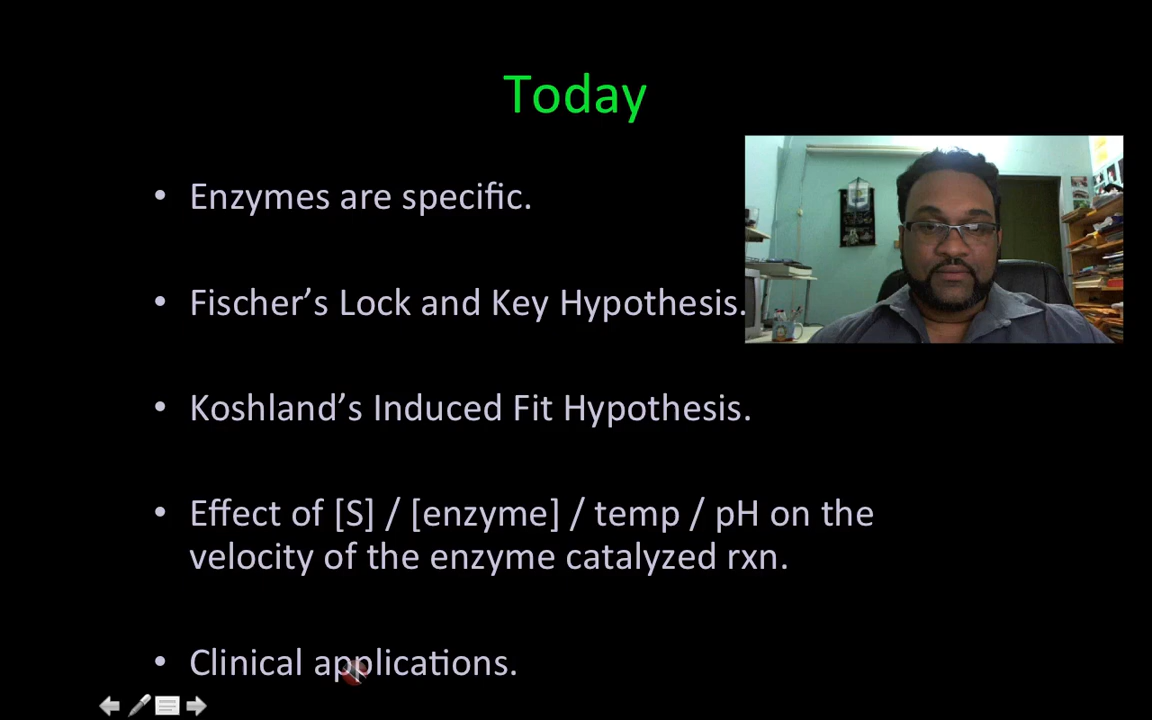 Today
• Enzymes are specific.
• Fischer’s Lock and Key Hypothesis.
• Koshland’s Induced Fit Hypothesis.
• Effect of [S] / [enzyme] / temp / pH on the
velocity of the enzyme catalyzed rxn.
• Clinical applications.